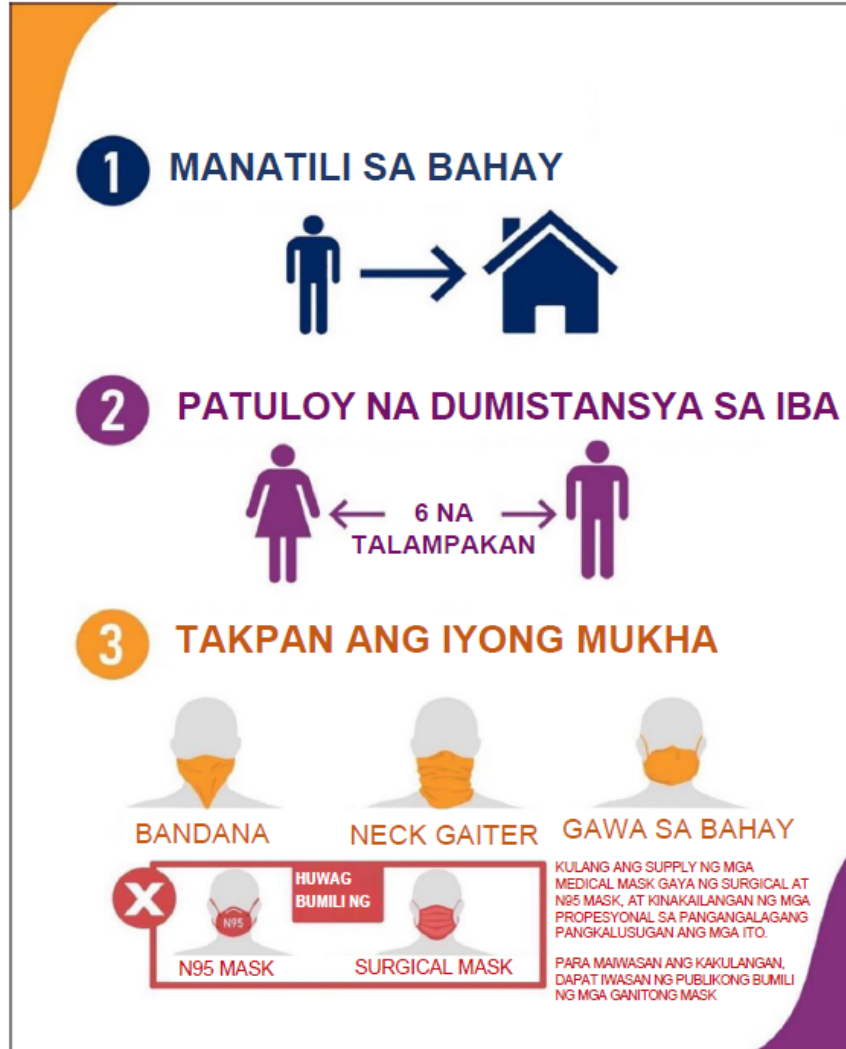 1 MANATILI SA BAHAY
2 PATULOY NA DUMISTANSYA SA IBA
6 NA
TALAMPAKAN
3 TAKPAN ANG IYONG MUKHA
BANDANA
NECK GAITER
GAWA SA BAHAY
X
HUWAG
BUMILI NG
N95
N95 MASK
SURGICAL MASK
KULANG ANG SUPPLY NG MGA
MEDICAL MASK GAYA NG SURGICAL AT
N95 MASK, AT KINAKAILANGAN NG MGA
PROPESYONAL SA PANGANGALAGANG
PANGKALUSUGAN ANG MGA ITO.
PARA MAIWASAN ANG KAKULANGAN,
DAPAT IWASAN NG PUBLIKONG BUMILI
NG MGA GANITONG MASK